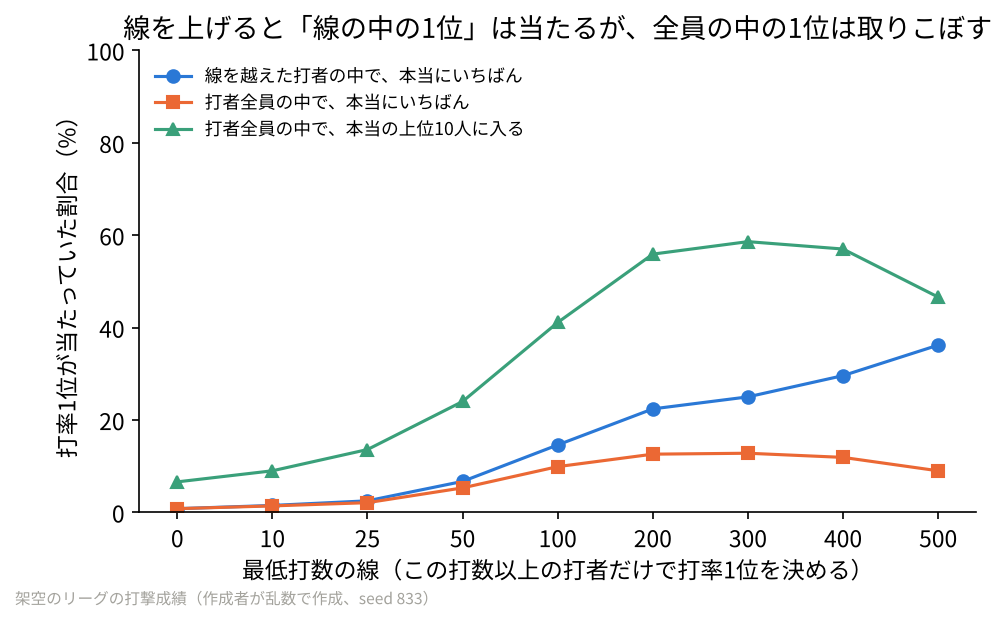 線を上げると「線の中の1位」は当たるが、全員の中の1位は取りこぼす
100
80
60
40
20
0
打率1位が当たっていた割合（%）
線を越えた打者の中で、本当にいちばん
打者全員の中で、本当にいちばん
打者全員の中で、本当の上位10人に入る
0 10 25 50 100 200 300 400 500
最低打数の線（この打数以上の打者だけで打率1位を決める）
架空のリーグの打撃成績（作成者が乱数で作成、seed 833）